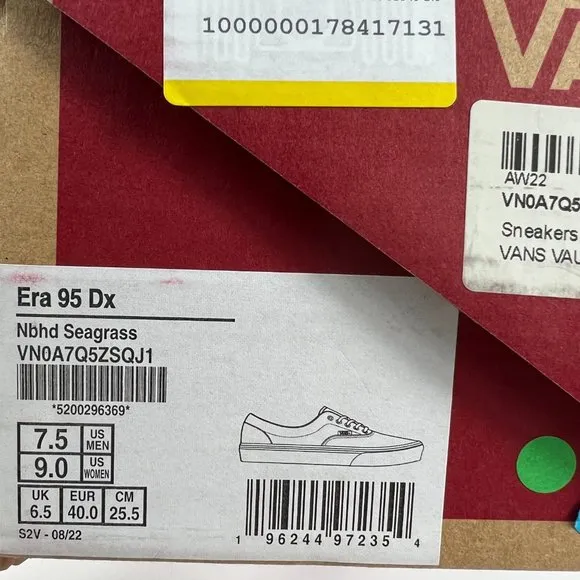 1000000178417131
VA
AW22
VN0A7Q5
Sneakers
VANS VAU
Era 95 Dx
Nbhd Seagrass
VN0A7Q5ZSQJ1
*5200296369*
7.5 US MEN
9.0 US WOMEN
UK EUR CM
6.5 40.0 25.5
S2V - 08/22
1 96244 97235 4